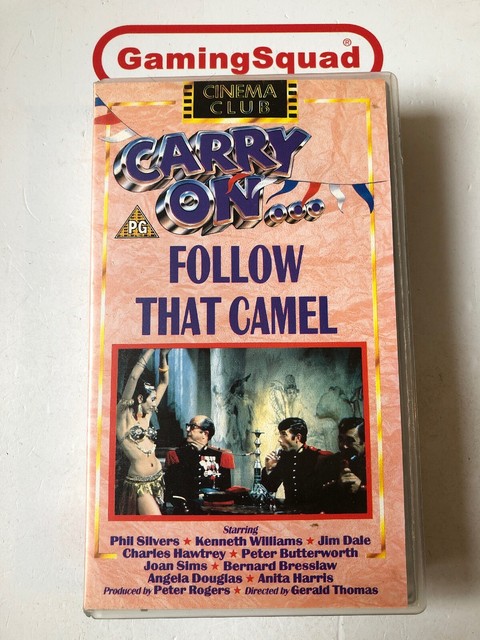 GamingSquad®
CINEMA
CLUB
CARRY
ON...
PG
FOLLOW
THAT CAMEL
Starring
Phil Silvers ★ Kenneth Williams ★ Jim Dale
Charles Hawtrey ★ Peter Butterworth
Joan Sims ★ Bernard Bresslaw
Angela Douglas ★ Anita Harris
Produced by Peter Rogers ★ Directed by Gerald Thomas